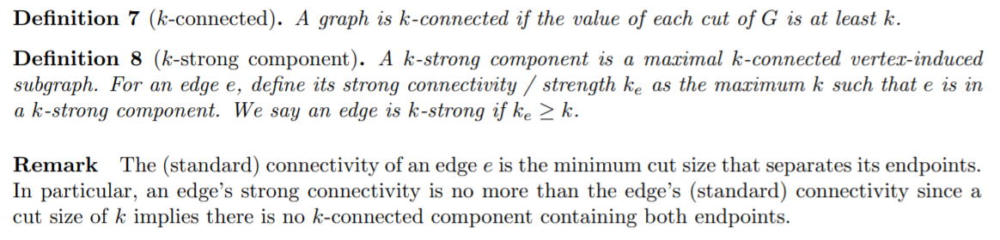 Definition 7 (k-connected). A graph is k-connected if the value of each cut of G is at least k.
Definition 8 (k-strong component). A k-strong component is a maximal k-connected vertex-induced
subgraph. For an edge e, define its strong connectivity / strength kₑ as the maximum k such that e is in
a k-strong component. We say an edge is k-strong if kₑ ≥ k.
Remark The (standard) connectivity of an edge e is the minimum cut size that separates its endpoints.
In particular, an edge's strong connectivity is no more than the edge's (standard) connectivity since a
cut size of k implies there is no k-connected component containing both endpoints.